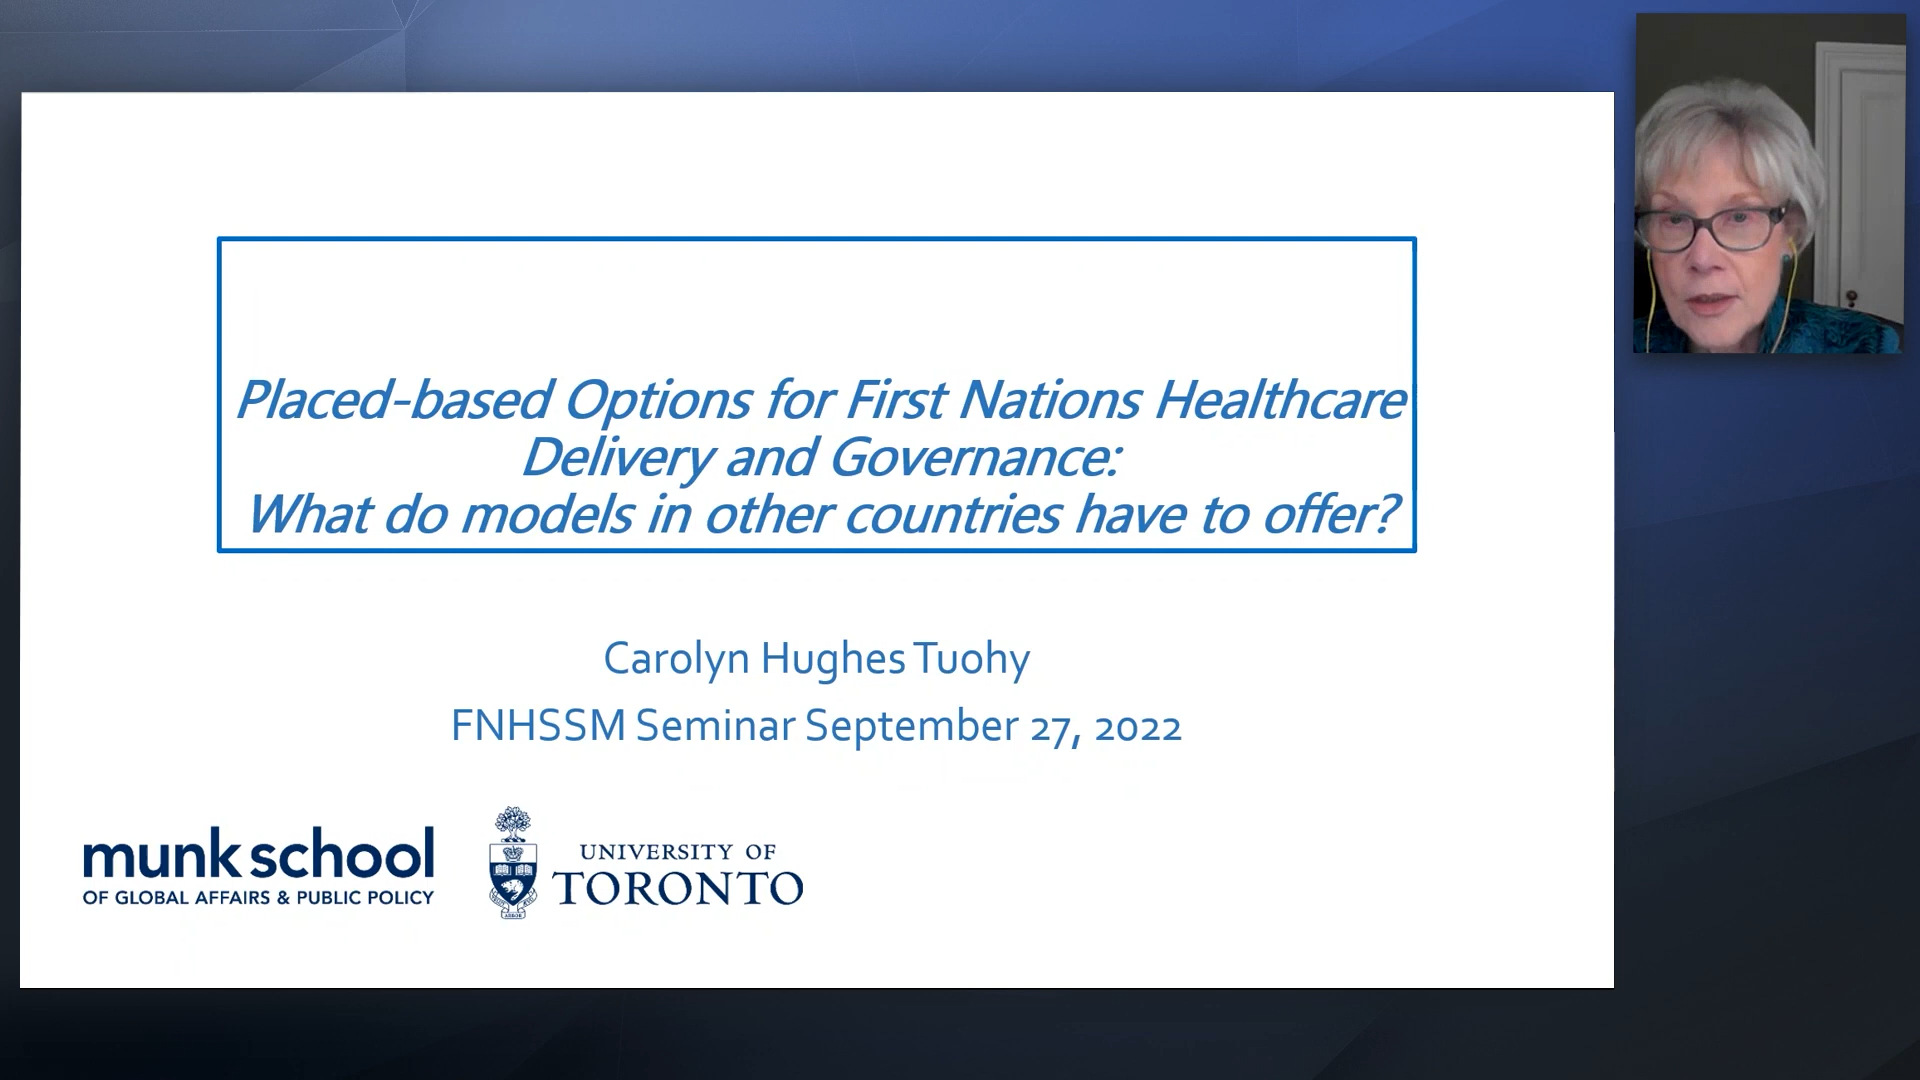 Placed-based Options for First Nations Healthcare
Delivery and Governance:
What do models in other countries have to offer?
Carolyn Hughes Tuohy
FNHSSM Seminar September 27, 2022
munk school
OF GLOBAL AFFAIRS & PUBLIC POLICY
UNIVERSITY OF
TORONTO